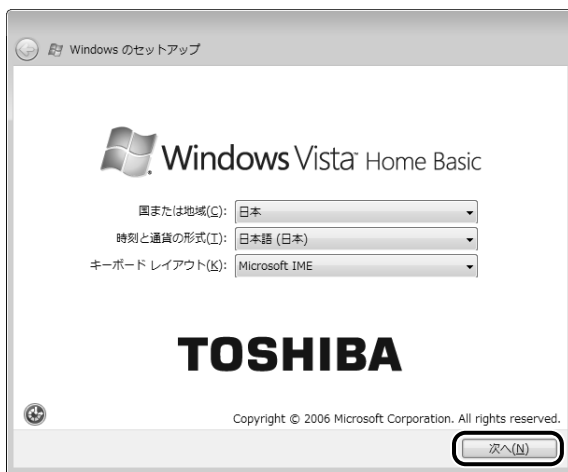 Windows のセットアップ
Windows Vista™ Home Basic
国または地域(C): 日本
時刻と通貨の形式(T): 日本語 (日本)
キーボード レイアウト(K): Microsoft IME
TOSHIBA
Copyright © 2006 Microsoft Corporation. All rights reserved.
次へ(N)